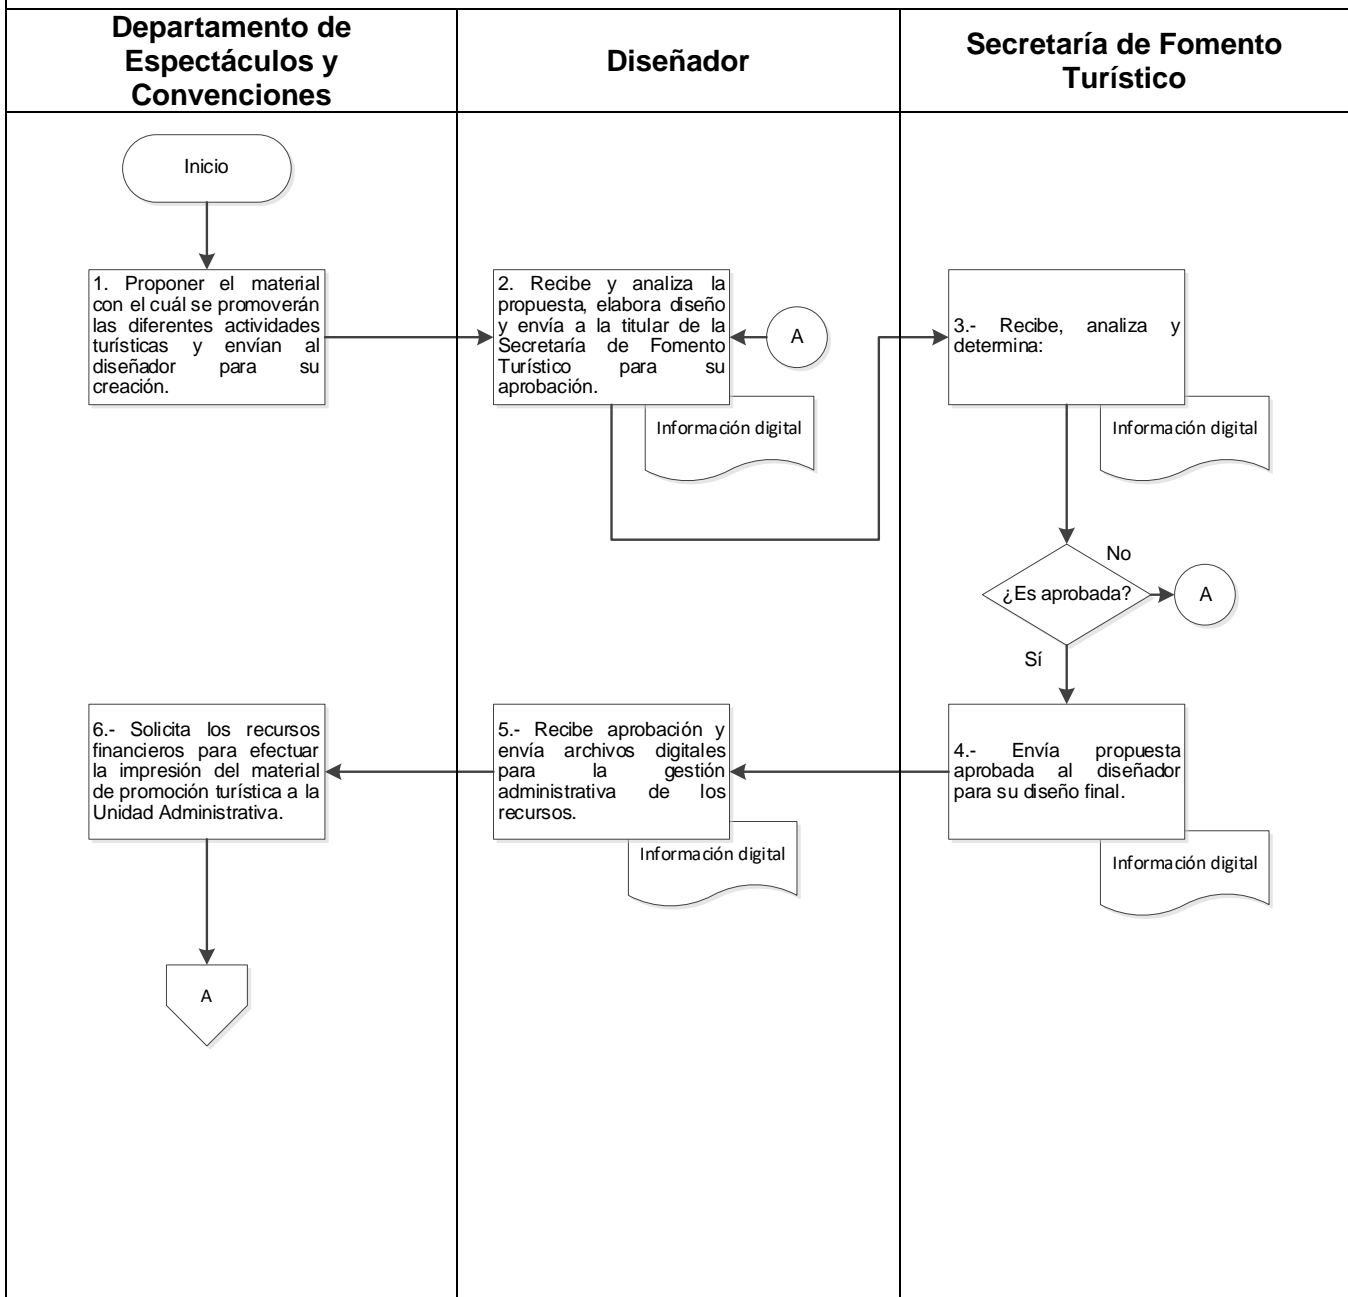 Departamento de
Espectáculos y
Convenciones
Diseñador
Secretaría de Fomento
Turístico
Inicio
1. Proponer el material
con el cuál se promoverán
las diferentes actividades
turísticas y envían al
diseñador para su
creación.
2. Recibe y analiza la
propuesta, elabora diseño
y envía a la titular de la
Secretaría de Fomento
Turístico para su
aprobación.
A
Información digital
3.- Recibe, analiza y
determina:
Información digital
¿Es aprobada?
No
A
Sí
4.- Envía propuesta
aprobada al diseñador
para su diseño final.
Información digital
5.- Recibe aprobación y
envía archivos digitales
para la gestión
administrativa de los
recursos.
Información digital
6.- Solicita los recursos
financieros para efectuar
la impresión del material
de promoción turística a la
Unidad Administrativa.
A